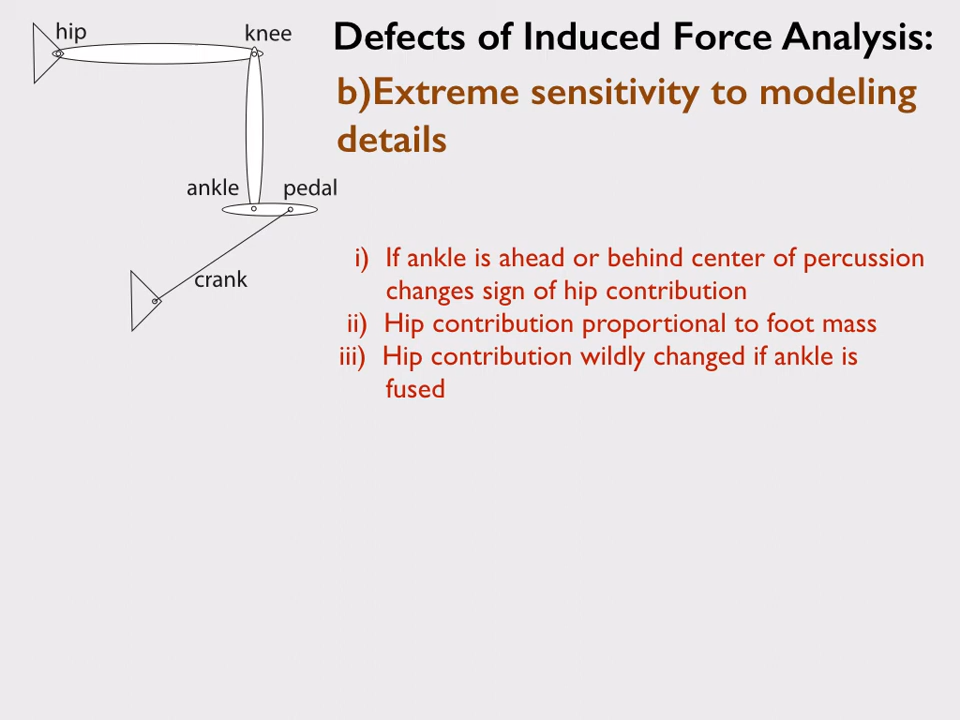 hip
knee
ankle
pedal
crank
Defects of Induced Force Analysis:
b)Extreme sensitivity to modeling
details
i) If ankle is ahead or behind center of percussion
changes sign of hip contribution
ii) Hip contribution proportional to foot mass
iii) Hip contribution wildly changed if ankle is
fused